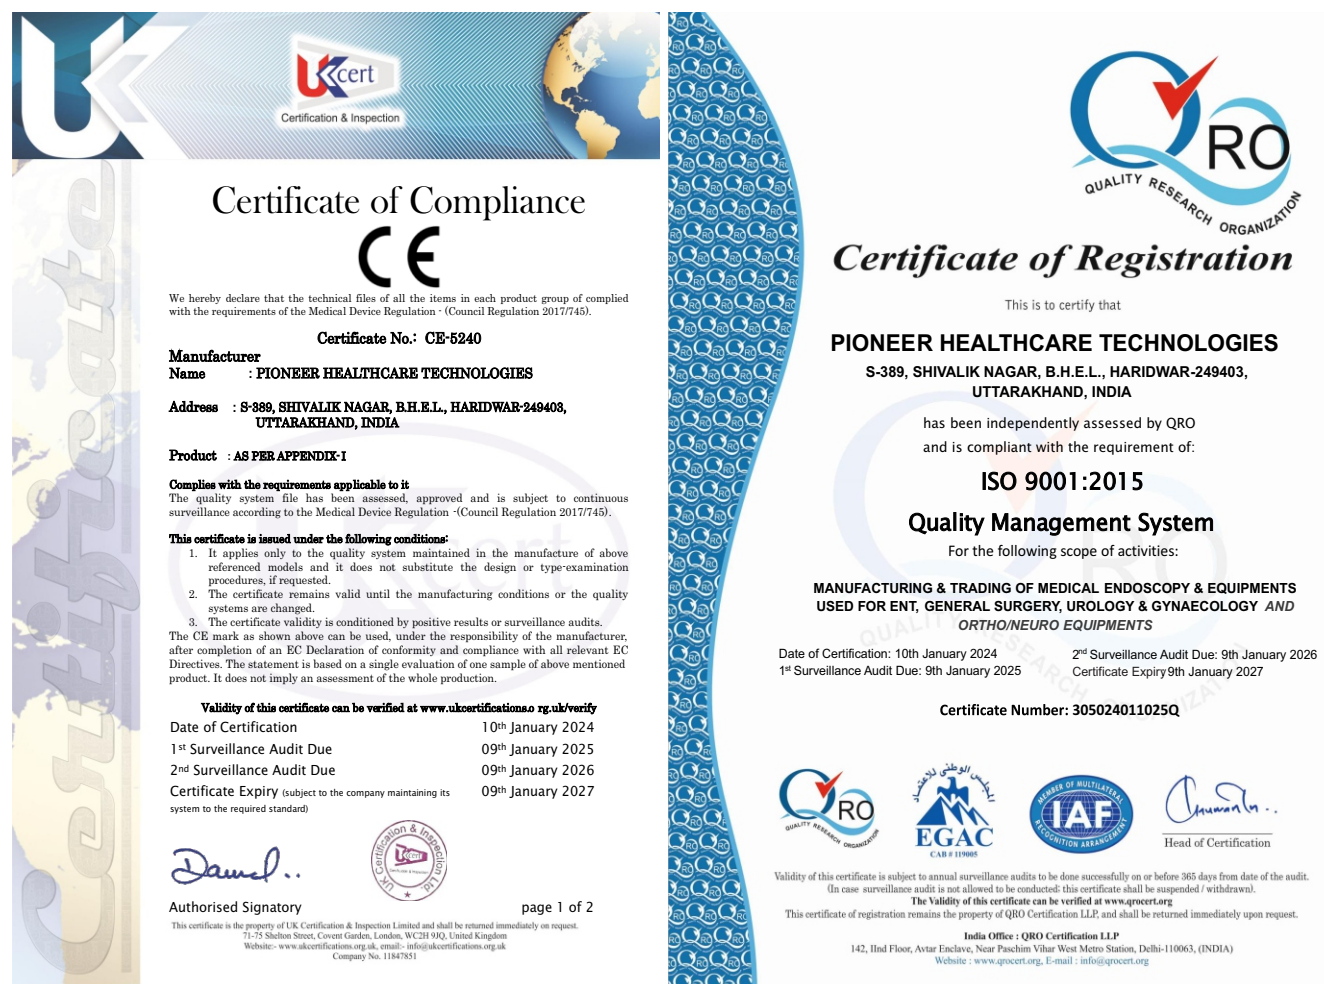 UK
UKcert
Certification & Inspection
Certificate
Certificate of Compliance
CE
We hereby declare that the technical files of all the items in each product group of complied
with the requirements of the Medical Device Regulation - (Council Regulation 2017/745).
Certificate No.: CE-5240
Manufacturer
Name : PIONEER HEALTHCARE TECHNOLOGIES
Address : S-389, SHIVALIK NAGAR, B.H.E.L., HARIDWAR-249403,
UTTARAKHAND, INDIA
Product : AS PER APPENDIX-I
Complies with the requirements applicable to it
The quality system file has been assessed, approved and is subject to continuous
surveillance according to the Medical Device Regulation -(Council Regulation 2017/745).
This certificate is issued under the following conditions:
1. It applies only to the quality system maintained in the manufacture of above
referenced models and it does not substitute the design or type-examination
procedures, if requested.
2. The certificate remains valid until the manufacturing conditions or the quality
systems are changed.
3. The certificate validity is conditioned by positive results or surveillance audits.
The CE mark as shown above can be used, under the responsibility of the manufacturer,
after completion of an EC Declaration of conformity and compliance with all relevant EC
Directives. The statement is based on a single evaluation of one sample of above mentioned
product. It does not imply an assessment of the whole production.
Validity of this certificate can be verified at www.ukcertifications.o rg.uk/verify
Date of Certification 10th January 2024
1st Surveillance Audit Due 09th January 2025
2nd Surveillance Audit Due 09th January 2026
Certificate Expiry (subject to the company maintaining its 09th January 2027
system to the required standard)
UK Certification & Inspection Ltd.
UKcert
Authorised Signatory page 1 of 2
This certificate is the property of UK Certification & Inspection Limited and shall be returned immediately on request.
71-75 Shelton Street, Covent Garden, London, WC2H 9JQ, United Kingdom
Website:- www.ukcertifications.org.uk, email:- info@ukcertifications.org.uk
Company No. 11847851
QRO
QUALITY RESEARCH ORGANIZATION
Certificate of Registration
This is to certify that
PIONEER HEALTHCARE TECHNOLOGIES
S-389, SHIVALIK NAGAR, B.H.E.L., HARIDWAR-249403,
UTTARAKHAND, INDIA
has been independently assessed by QRO
and is compliant with the requirement of:
ISO 9001:2015
Quality Management System
For the following scope of activities:
MANUFACTURING & TRADING OF MEDICAL ENDOSCOPY & EQUIPMENTS
USED FOR ENT, GENERAL SURGERY, UROLOGY & GYNAECOLOGY AND
ORTHO/NEURO EQUIPMENTS
Date of Certification: 10th January 2024 2nd Surveillance Audit Due: 9th January 2026
1st Surveillance Audit Due: 9th January 2025 Certificate Expiry 9th January 2027
Certificate Number: 305024011025Q
QRO
QUALITY RESEARCH ORGANIZATION
المجلس الوطني للاعتماد
EGAC
CAB # 119005
MEMBER OF MULTILATERAL
IAF
RECOGNITION ARRANGEMENT
Head of Certification
Validity of this certificate is subject to annual surveillance audits to be done successfully on or before 365 days from date of the audit.
(In case surveillance audit is not allowed to be conducted; this certificate shall be suspended / withdrawn).
The Validity of this certificate can be verified at www.qrocert.org
This certificate of registration remains the property of QRO Certification LLP, and shall be returned immediately upon request.
India Office : QRO Certification LLP
142, IInd Floor, Avtar Enclave, Near Paschim Vihar West Metro Station, Delhi-110063, (INDIA)
Website : www.qrocert.org, E-mail : info@qrocert.org